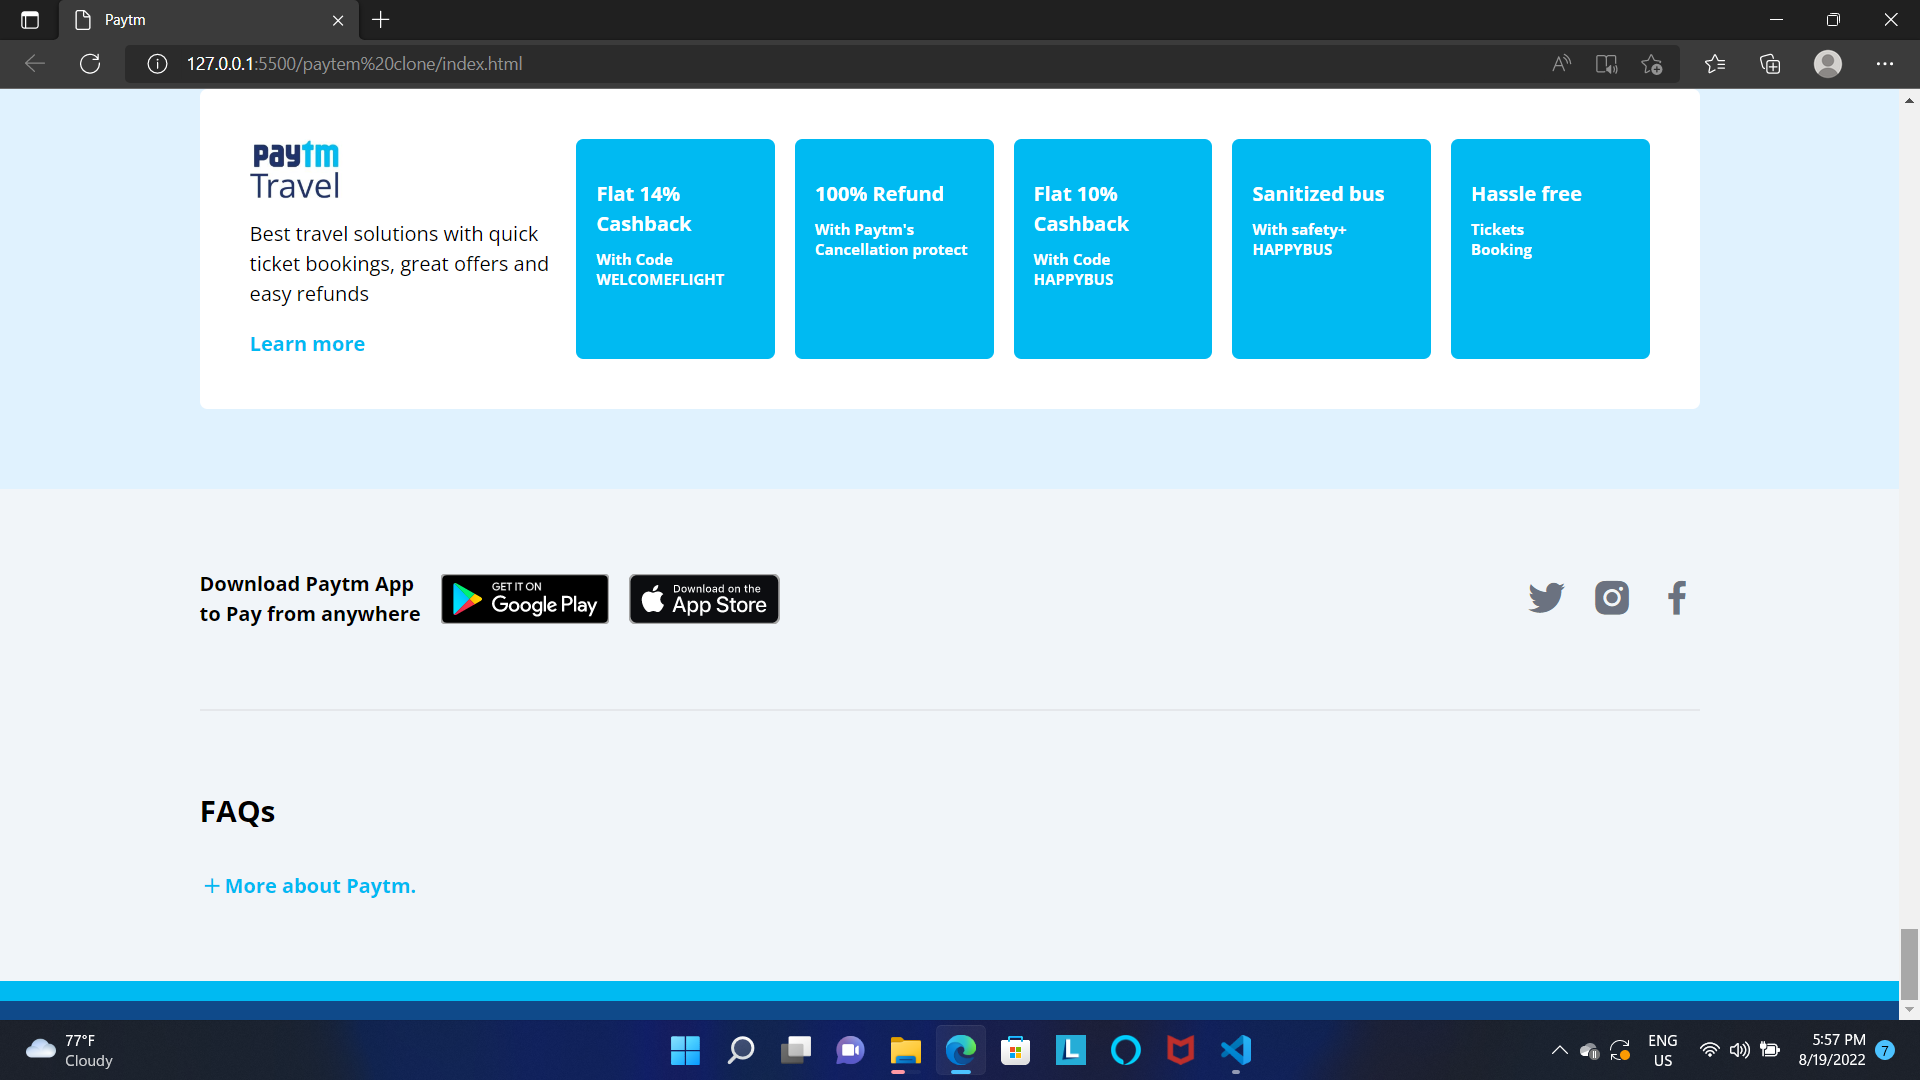 Paytm
127.0.0.1:5500/paytem%20clone/index.html
paytm
Travel
Best travel solutions with quick
ticket bookings, great offers and
easy refunds
Learn more
Flat 14%
Cashback
With Code
WELCOMEFLIGHT
100% Refund
With Paytm's
Cancellation protect
Flat 10%
Cashback
With Code
HAPPYBUS
Sanitized bus
With safety+
HAPPYBUS
Hassle free
Tickets
Booking
Download Paytm App
to Pay from anywhere
GET IT ON
Google Play
Download on the
App Store
FAQs
+ More about Paytm.
77°F
Cloudy
L
ENG
US
5:57 PM
8/19/2022
7